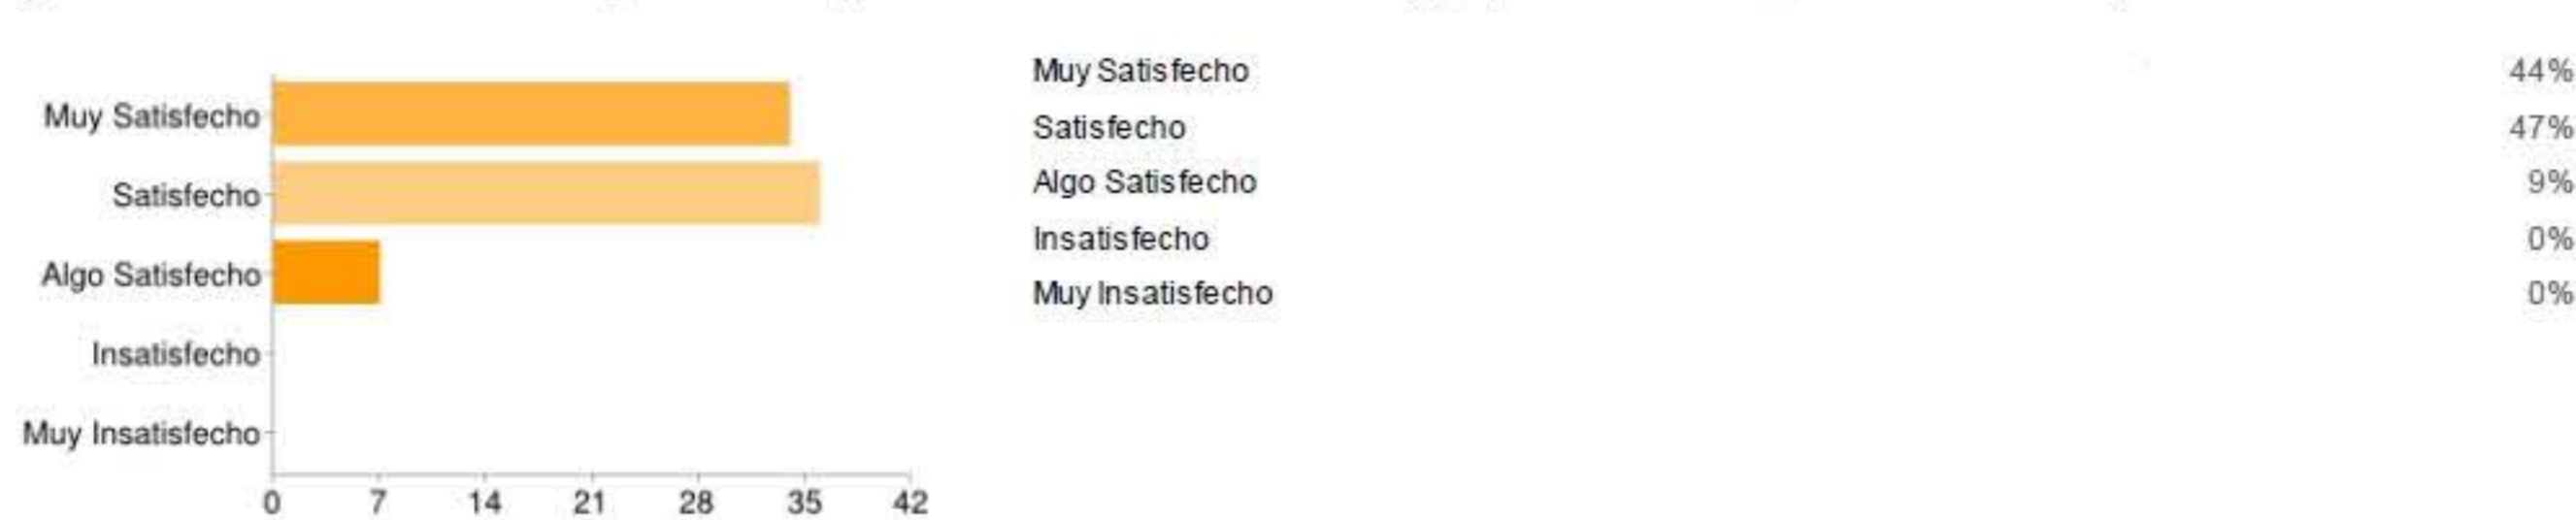 Muy Satisfecho
Satisfecho
Algo Satisfecho
Insatisfecho
Muy Insatisfecho
0 7 14 21 28 35 42
Muy Satisfecho 44%
Satisfecho 47%
Algo Satisfecho 9%
Insatisfecho 0%
Muy Insatisfecho 0%